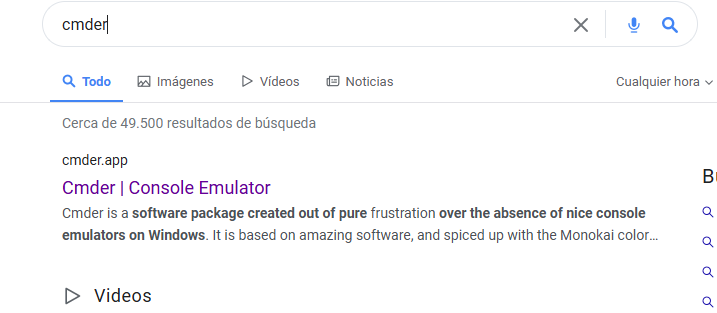 cmder
Todo Imágenes Vídeos Noticias Cualquier hora
Cerca de 49.500 resultados de búsqueda
cmder.app
Cmder | Console Emulator
Cmder is a software package created out of pure frustration over the absence of nice console
emulators on Windows. It is based on amazing software, and spiced up with the Monokai color...
Videos